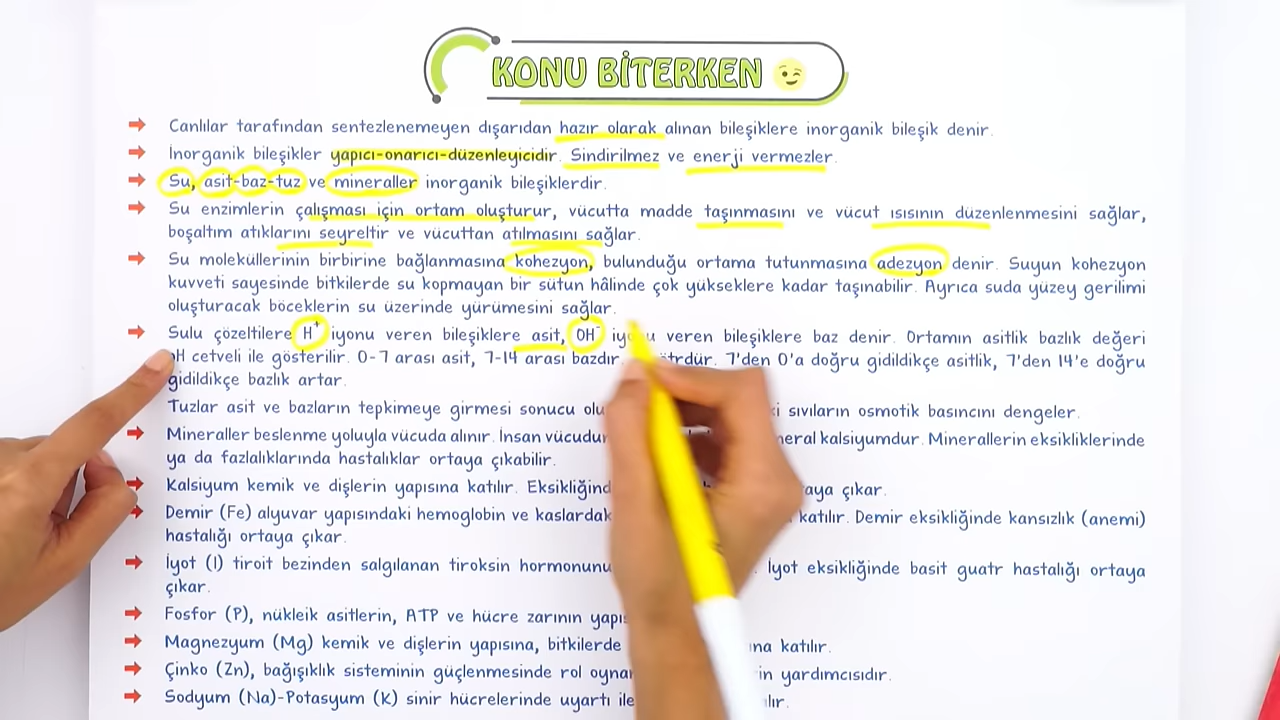 KONU BİTERKEN
Canlılar tarafından sentezlenemeyen dışarıdan hazır olarak alınan bileşiklere inorganik bileşik denir.
İnorganik bileşikler yapıcı-onarıcı-düzenleyicidir. Sindirilmez ve enerji vermezler.
Su, asit-baz-tuz ve mineraller inorganik bileşiklerdir.
Su enzimlerin çalışması için ortam oluşturur, vücutta madde taşınmasını ve vücut ısısının düzenlenmesini sağlar,
boşaltım atıklarını seyreltir ve vücuttan atılmasını sağlar.
Su moleküllerinin birbirine bağlanmasına kohezyon, bulunduğu ortama tutunmasına adezyon denir. Suyun kohezyon
kuvveti sayesinde bitkilerde su kopmayan bir sütun hâlinde çok yükseklere kadar taşınabilir. Ayrıca suda yüzey gerilimi
oluşturacak böceklerin su üzerinde yürümesini sağlar.
Sulu çözeltilere H⁺ iyonu veren bileşiklere asit, OH⁻ veren bileşiklere baz denir. Ortamın asitlik bazlık değeri
pH cetveli ile gösterilir. 0-7 arası asit, 7-14 arası bazdır. 7'den 0'a doğru gidildikçe asitlik, 7'den 14'e doğru
gidildikçe bazlık artar.
Tuzlar asit ve bazların tepkimeye girmesi sonucu sıvıların osmotik basıncını dengeler.
Mineraller beslenme yoluyla vücuda alınır. İnsan kalsiyumdur. Minerallerin eksikliklerinde
ya da fazlalıklarında hastalıklar ortaya çıkabilir.
Kalsiyum kemik ve dişlerin yapısına katılır. çıkar.
Demir (Fe) alyuvar yapısındaki hemoglobin ve katılır. Demir eksikliğinde kansızlık (anemi)
hastalığı ortaya çıkar.
İyot (I) tiroit bezinden salgılanan tiroksin İyot eksikliğinde basit guatr hastalığı ortaya
çıkar.
Fosfor (P), nükleik asitlerin, ATP ve hücre zarının
Magnezyum (Mg) kemik ve dişlerin yapısına, bitkilerde katılır.
Çinko (Zn), bağışıklık sisteminin güçlenmesinde rol yardımcısıdır.
Sodyum (Na)-Potasyum (K) sinir hücrelerinde uyartı